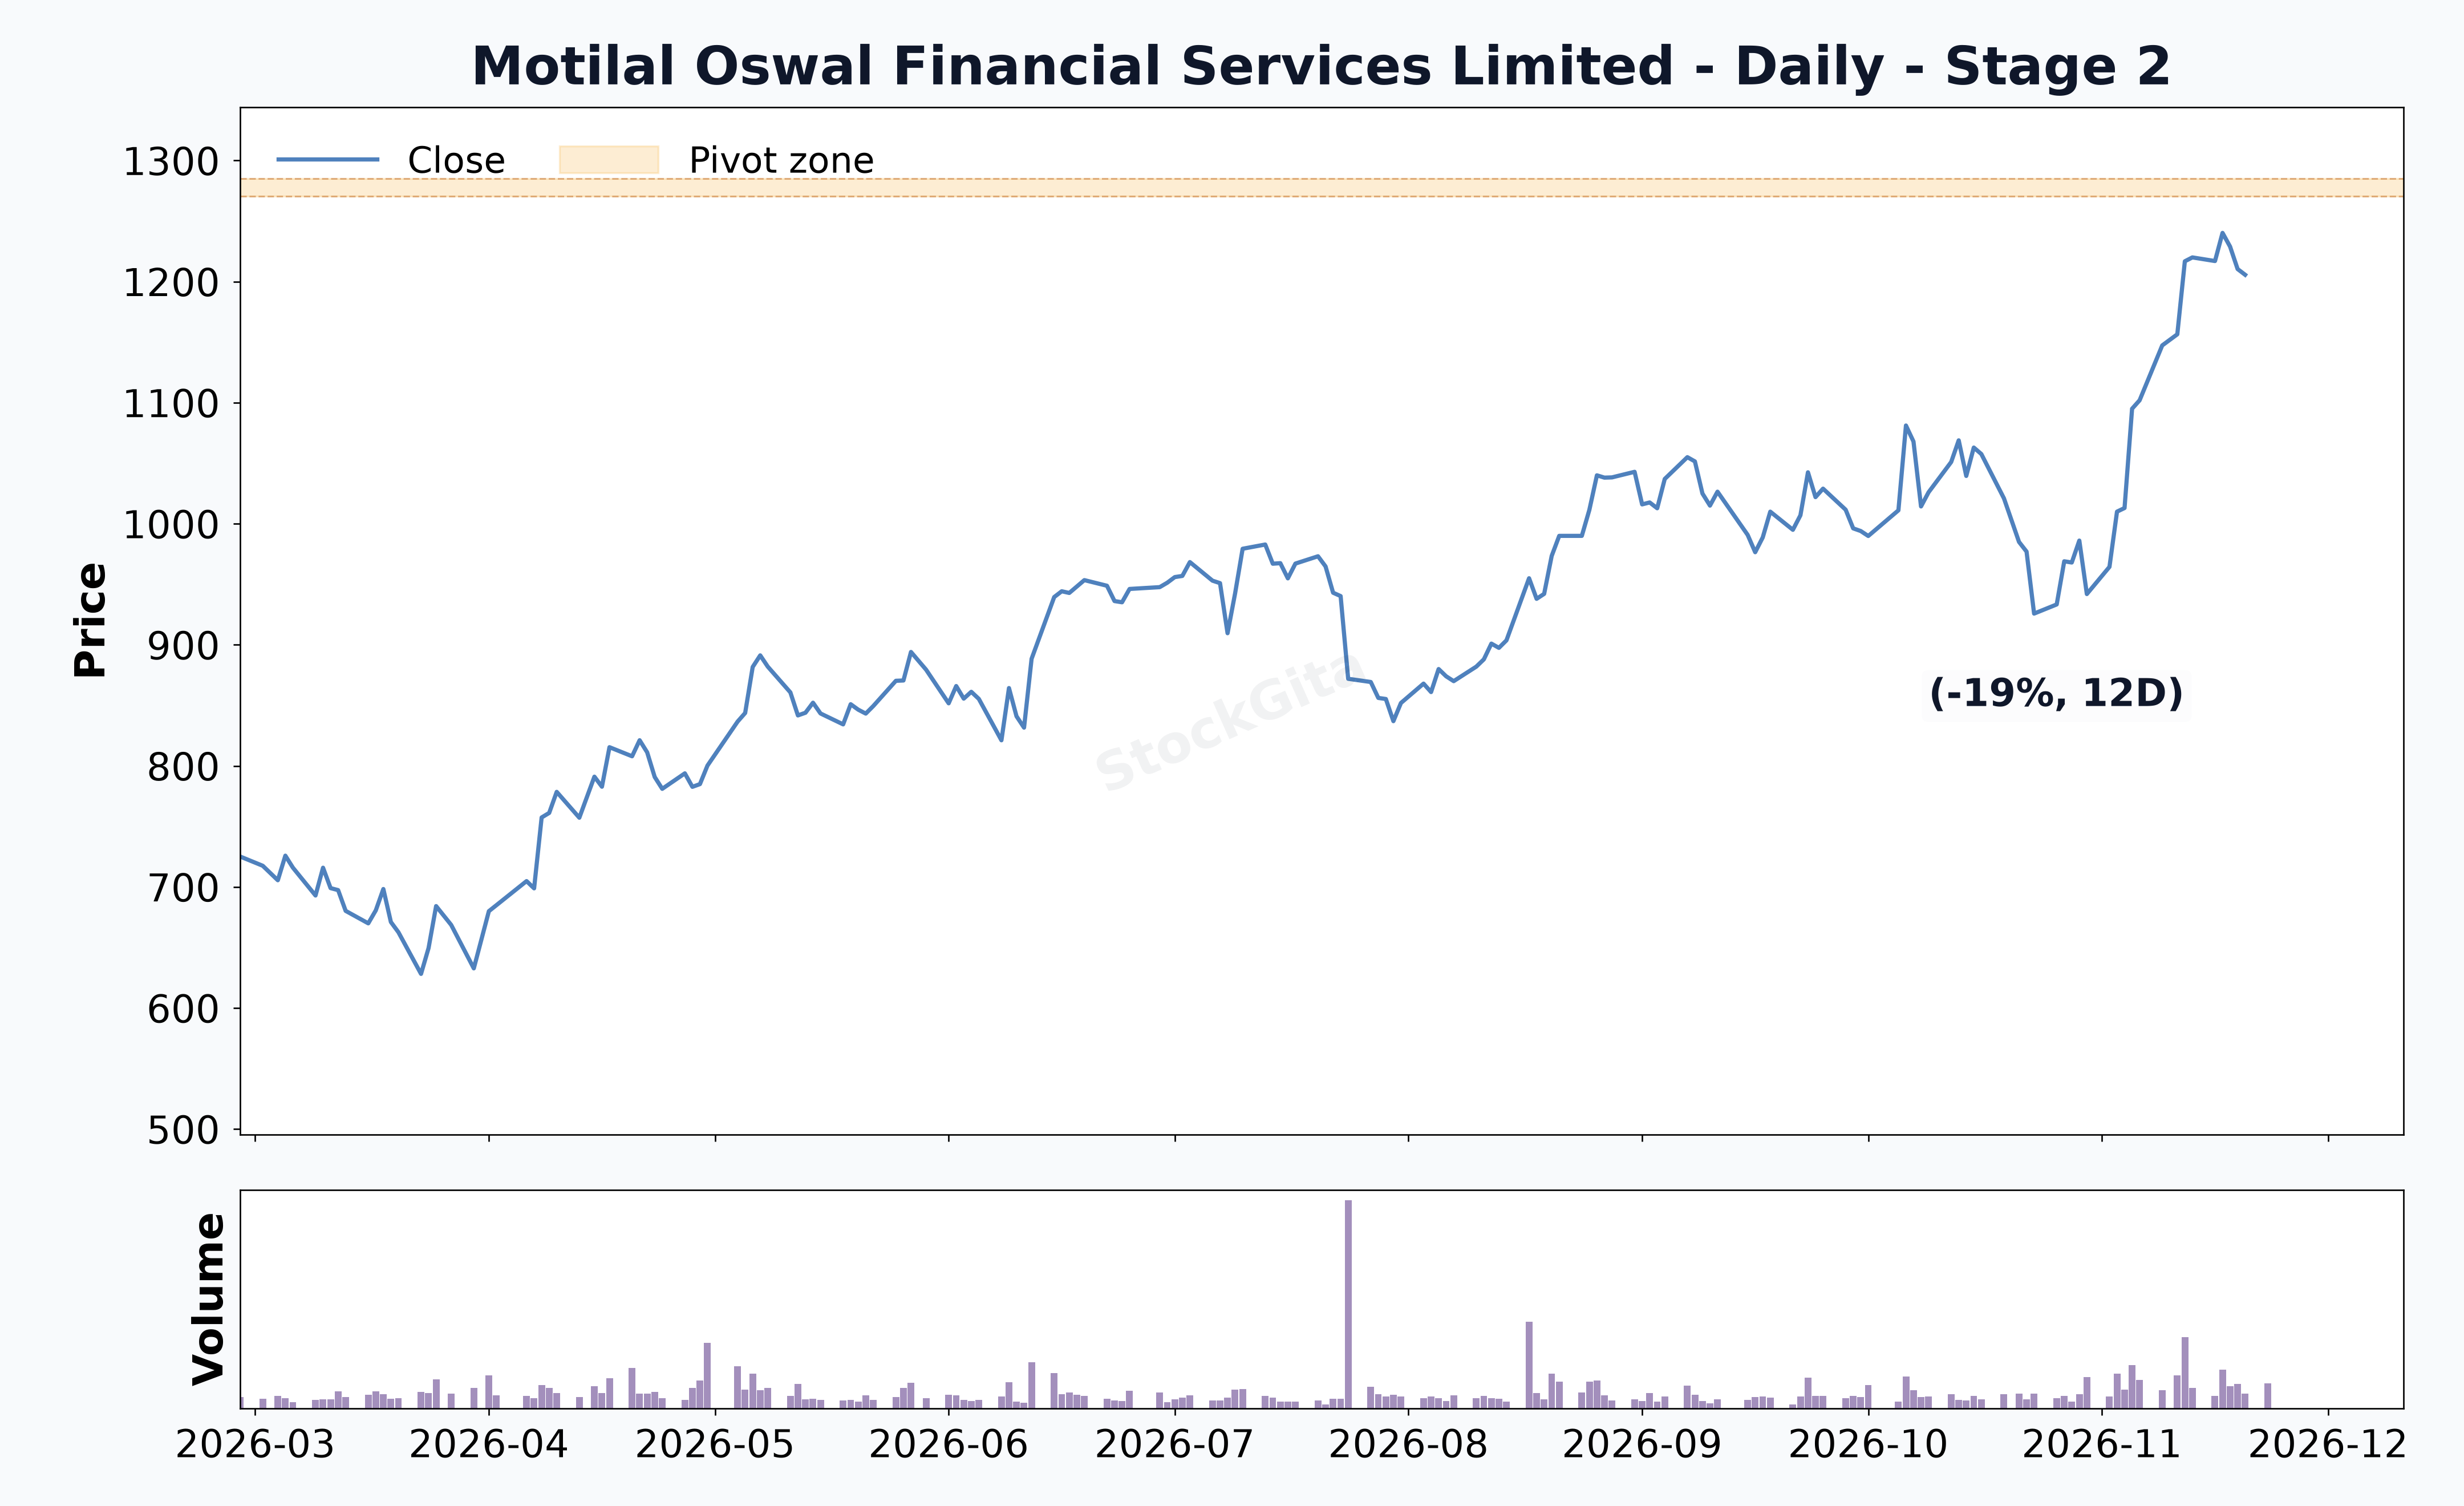 Motilal Oswal Financial Services Limited - Daily - Stage 2
Close
Pivot zone
Price
1300
1200
1100
1000
900
800
700
600
500
(-19%, 12D)
StockGita
Volume
2026-03
2026-04
2026-05
2026-06
2026-07
2026-08
2026-09
2026-10
2026-11
2026-12